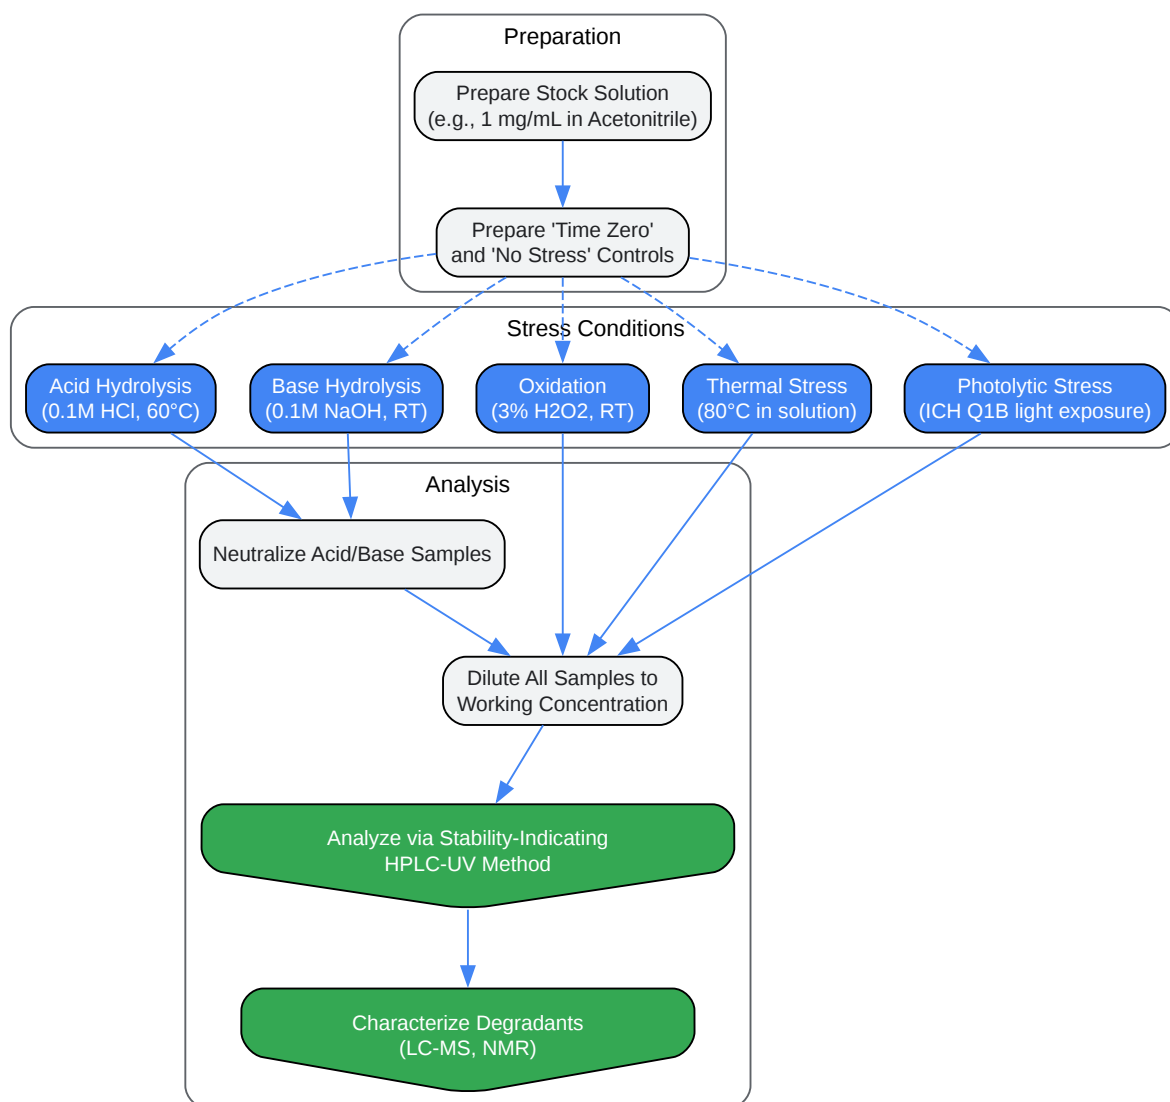 Preparation
Prepare Stock Solution
(e.g., 1 mg/mL in Acetonitrile)
Prepare 'Time Zero'
and 'No Stress' Controls
Stress Conditions
Acid Hydrolysis
(0.1M HCl, 60°C)
Base Hydrolysis
(0.1M NaOH, RT)
Oxidation
(3% H2O2, RT)
Thermal Stress
(80°C in solution)
Photolytic Stress
(ICH Q1B light exposure)
Analysis
Neutralize Acid/Base Samples
Dilute All Samples to
Working Concentration
Analyze via Stability-Indicating
HPLC-UV Method
Characterize Degradants
(LC-MS, NMR)